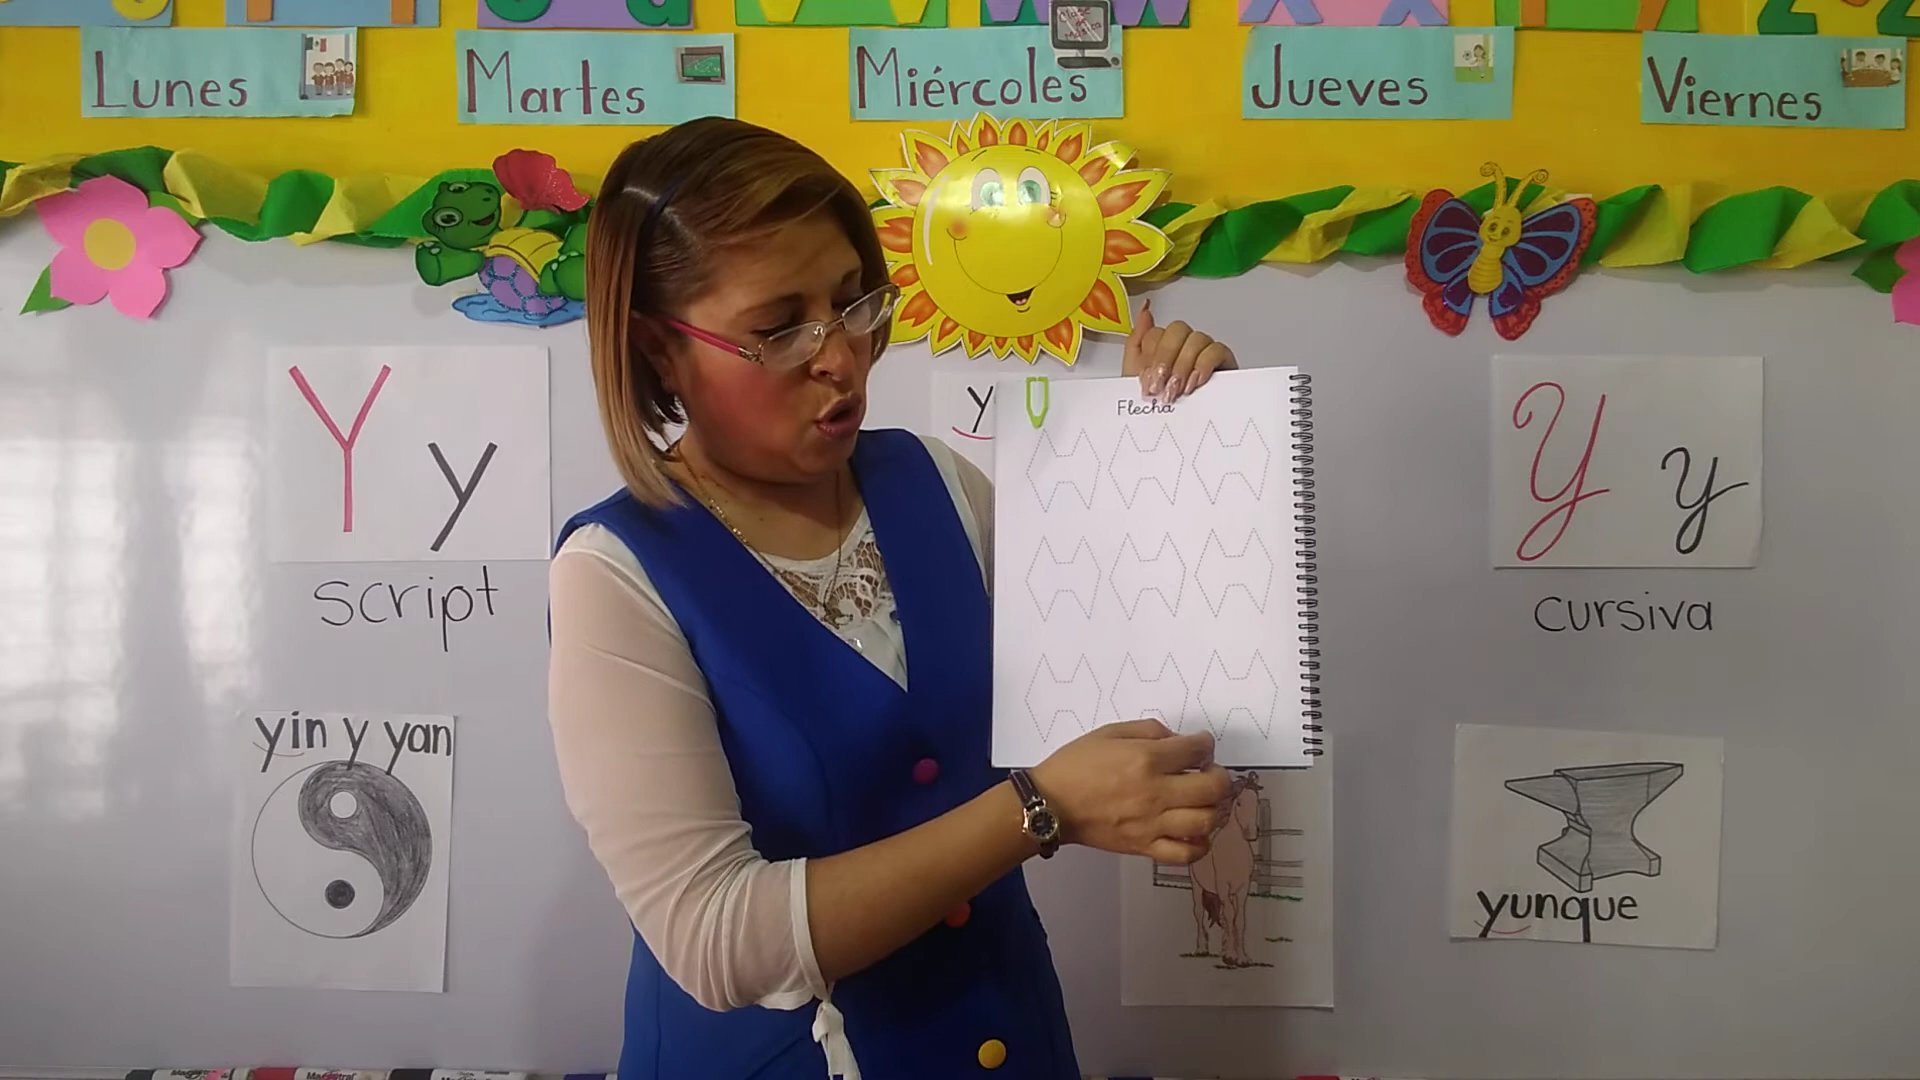 Lunes
Martes
Miércoles
Jueves
Viernes
Y y
y
Flecha
Y y
script
cursiva
yin y yan
yunque